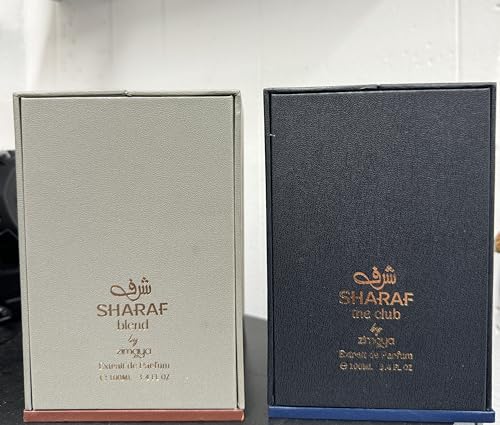 شرف
SHARAF
blend
by
zimaya
Extrait de Parfum
℮ 100ML 3.4 FL OZ
شرف
SHARAF
the club
by
zimaya
Extrait de Parfum
℮ 100ML 3.4 FL OZ